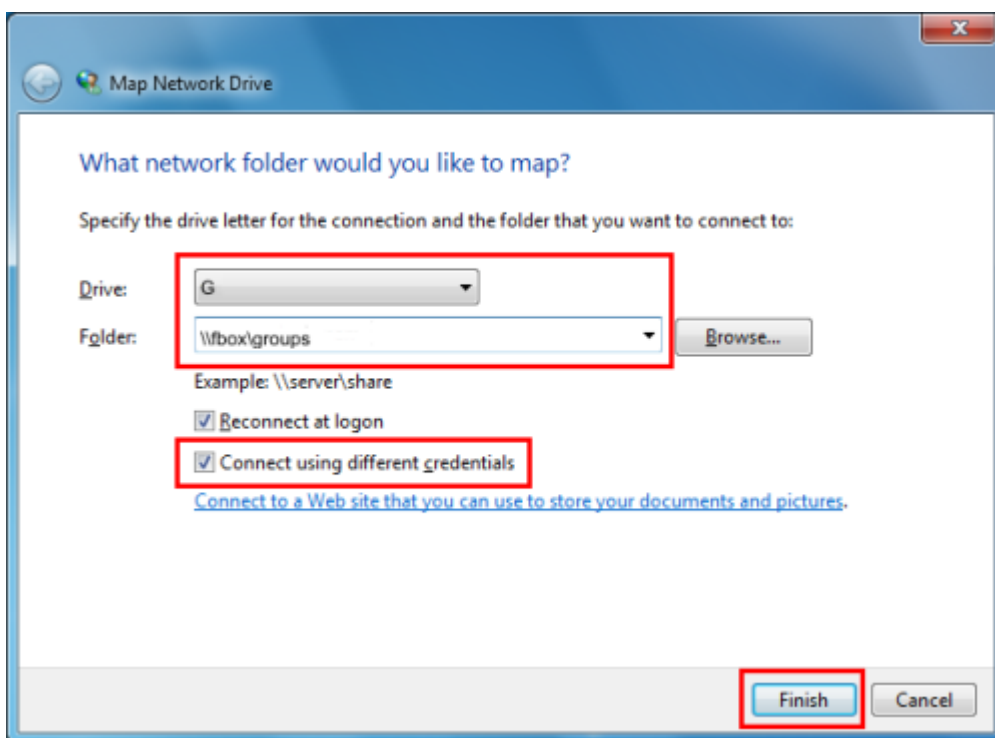 Map Network Drive
What network folder would you like to map?
Specify the drive letter for the connection and the folder that you want to connect to:
Drive: G
Folder: \\fbox\groups Browse...
Example: \\server\share
Reconnect at logon
Connect using different credentials
Connect to a Web site that you can use to store your documents and pictures.
Finish Cancel